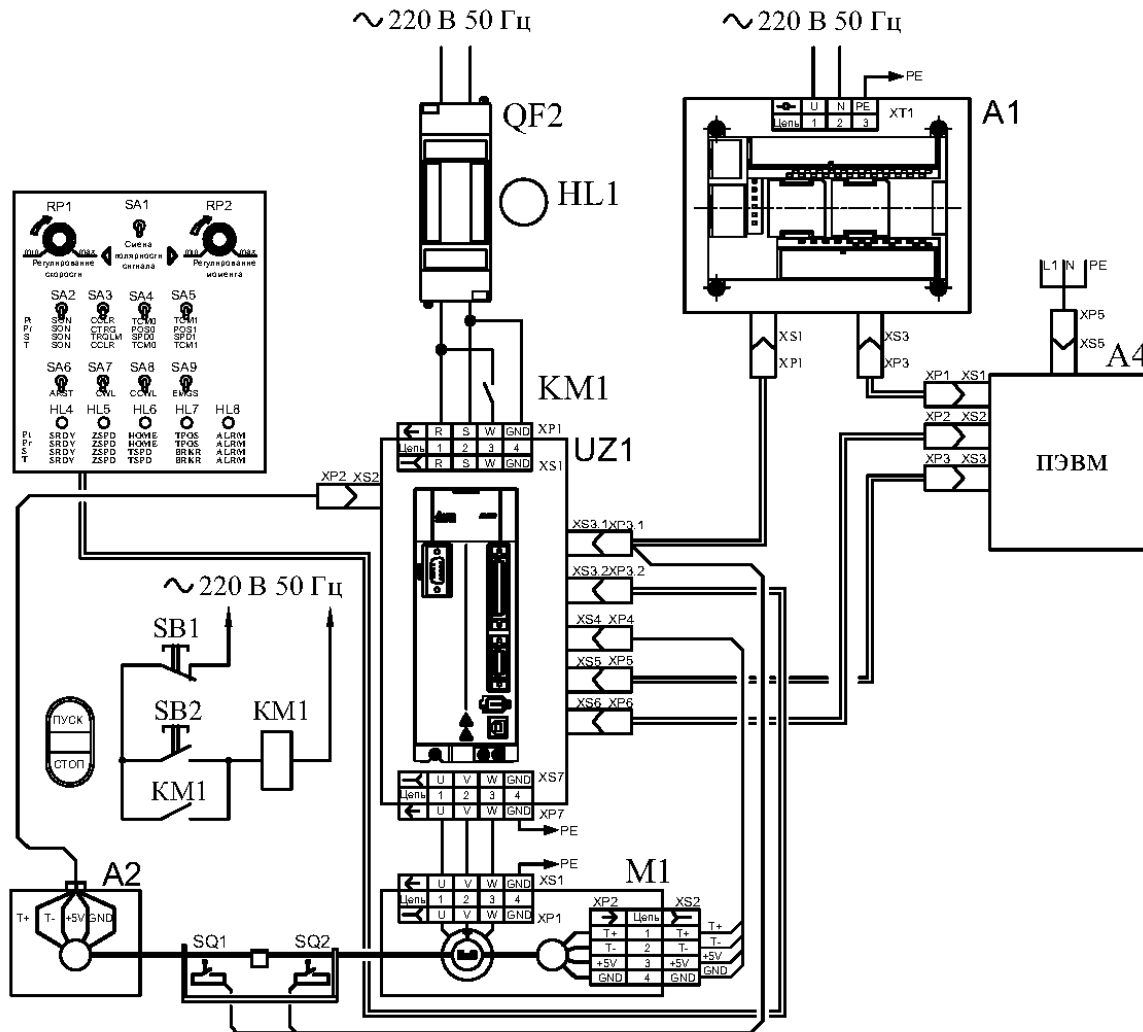 220 В 50 Гц
220 В 50 Гц
QF2
HL1
U N PE
Цепь 1 2 3
XT1
PE
A1
RP1 SA1 RP2
min max min max
Смена полярности сигнала
Регулирование скорости
Регулирование момента
SA2 SA3 SA4 SA5
Pt SON CCLR TCM0 TCM1
Pr SON CTRG POS0 POS1
S SON TRQLM SPD0 SPD1
T SON CCLR TCM0 TCM1
SA6 SA7 SA8 SA9
ARST CWL CCWL EMGS
HL4 HL5 HL6 HL7 HL8
Pt SRDY ZSPD HOME TPOS ALRM
Pr SRDY ZSPD HOME TPOS ALRM
S SRDY ZSPD TSPD BRKR ALRM
T SRDY ZSPD TSPD BRKR ALRM
L1 N PE
XP5
XS5
A4
XS1
XP1
XS3
XP3
XP1 XS1
XP2 XS2
XP3 XS3
ПЭВМ
KM1
R S W GND XP1
Цепь 1 2 3 4
R S W GND XS1
UZ1
XP2 XS2
XS3.1 XP3.1
XS3.2 XP3.2
XS4 XP4
XS5 XP5
XS6 XP6
220 В 50 Гц
SB1
SB2
KM1
KM1
ПУСК
СТОП
U V W GND XS7
Цепь 1 2 3 4
U V W GND XP7
PE
PE
A2
T+ T- +5V GND
SQ1 SQ2
U V W GND XS1
Цепь 1 2 3 4
U V W GND XP1
M1
XP2 XS2
Цепь
T+ 1 T+ T+
T- 2 T- T-
+5V 3 +5V +5V
GND 4 GND GND